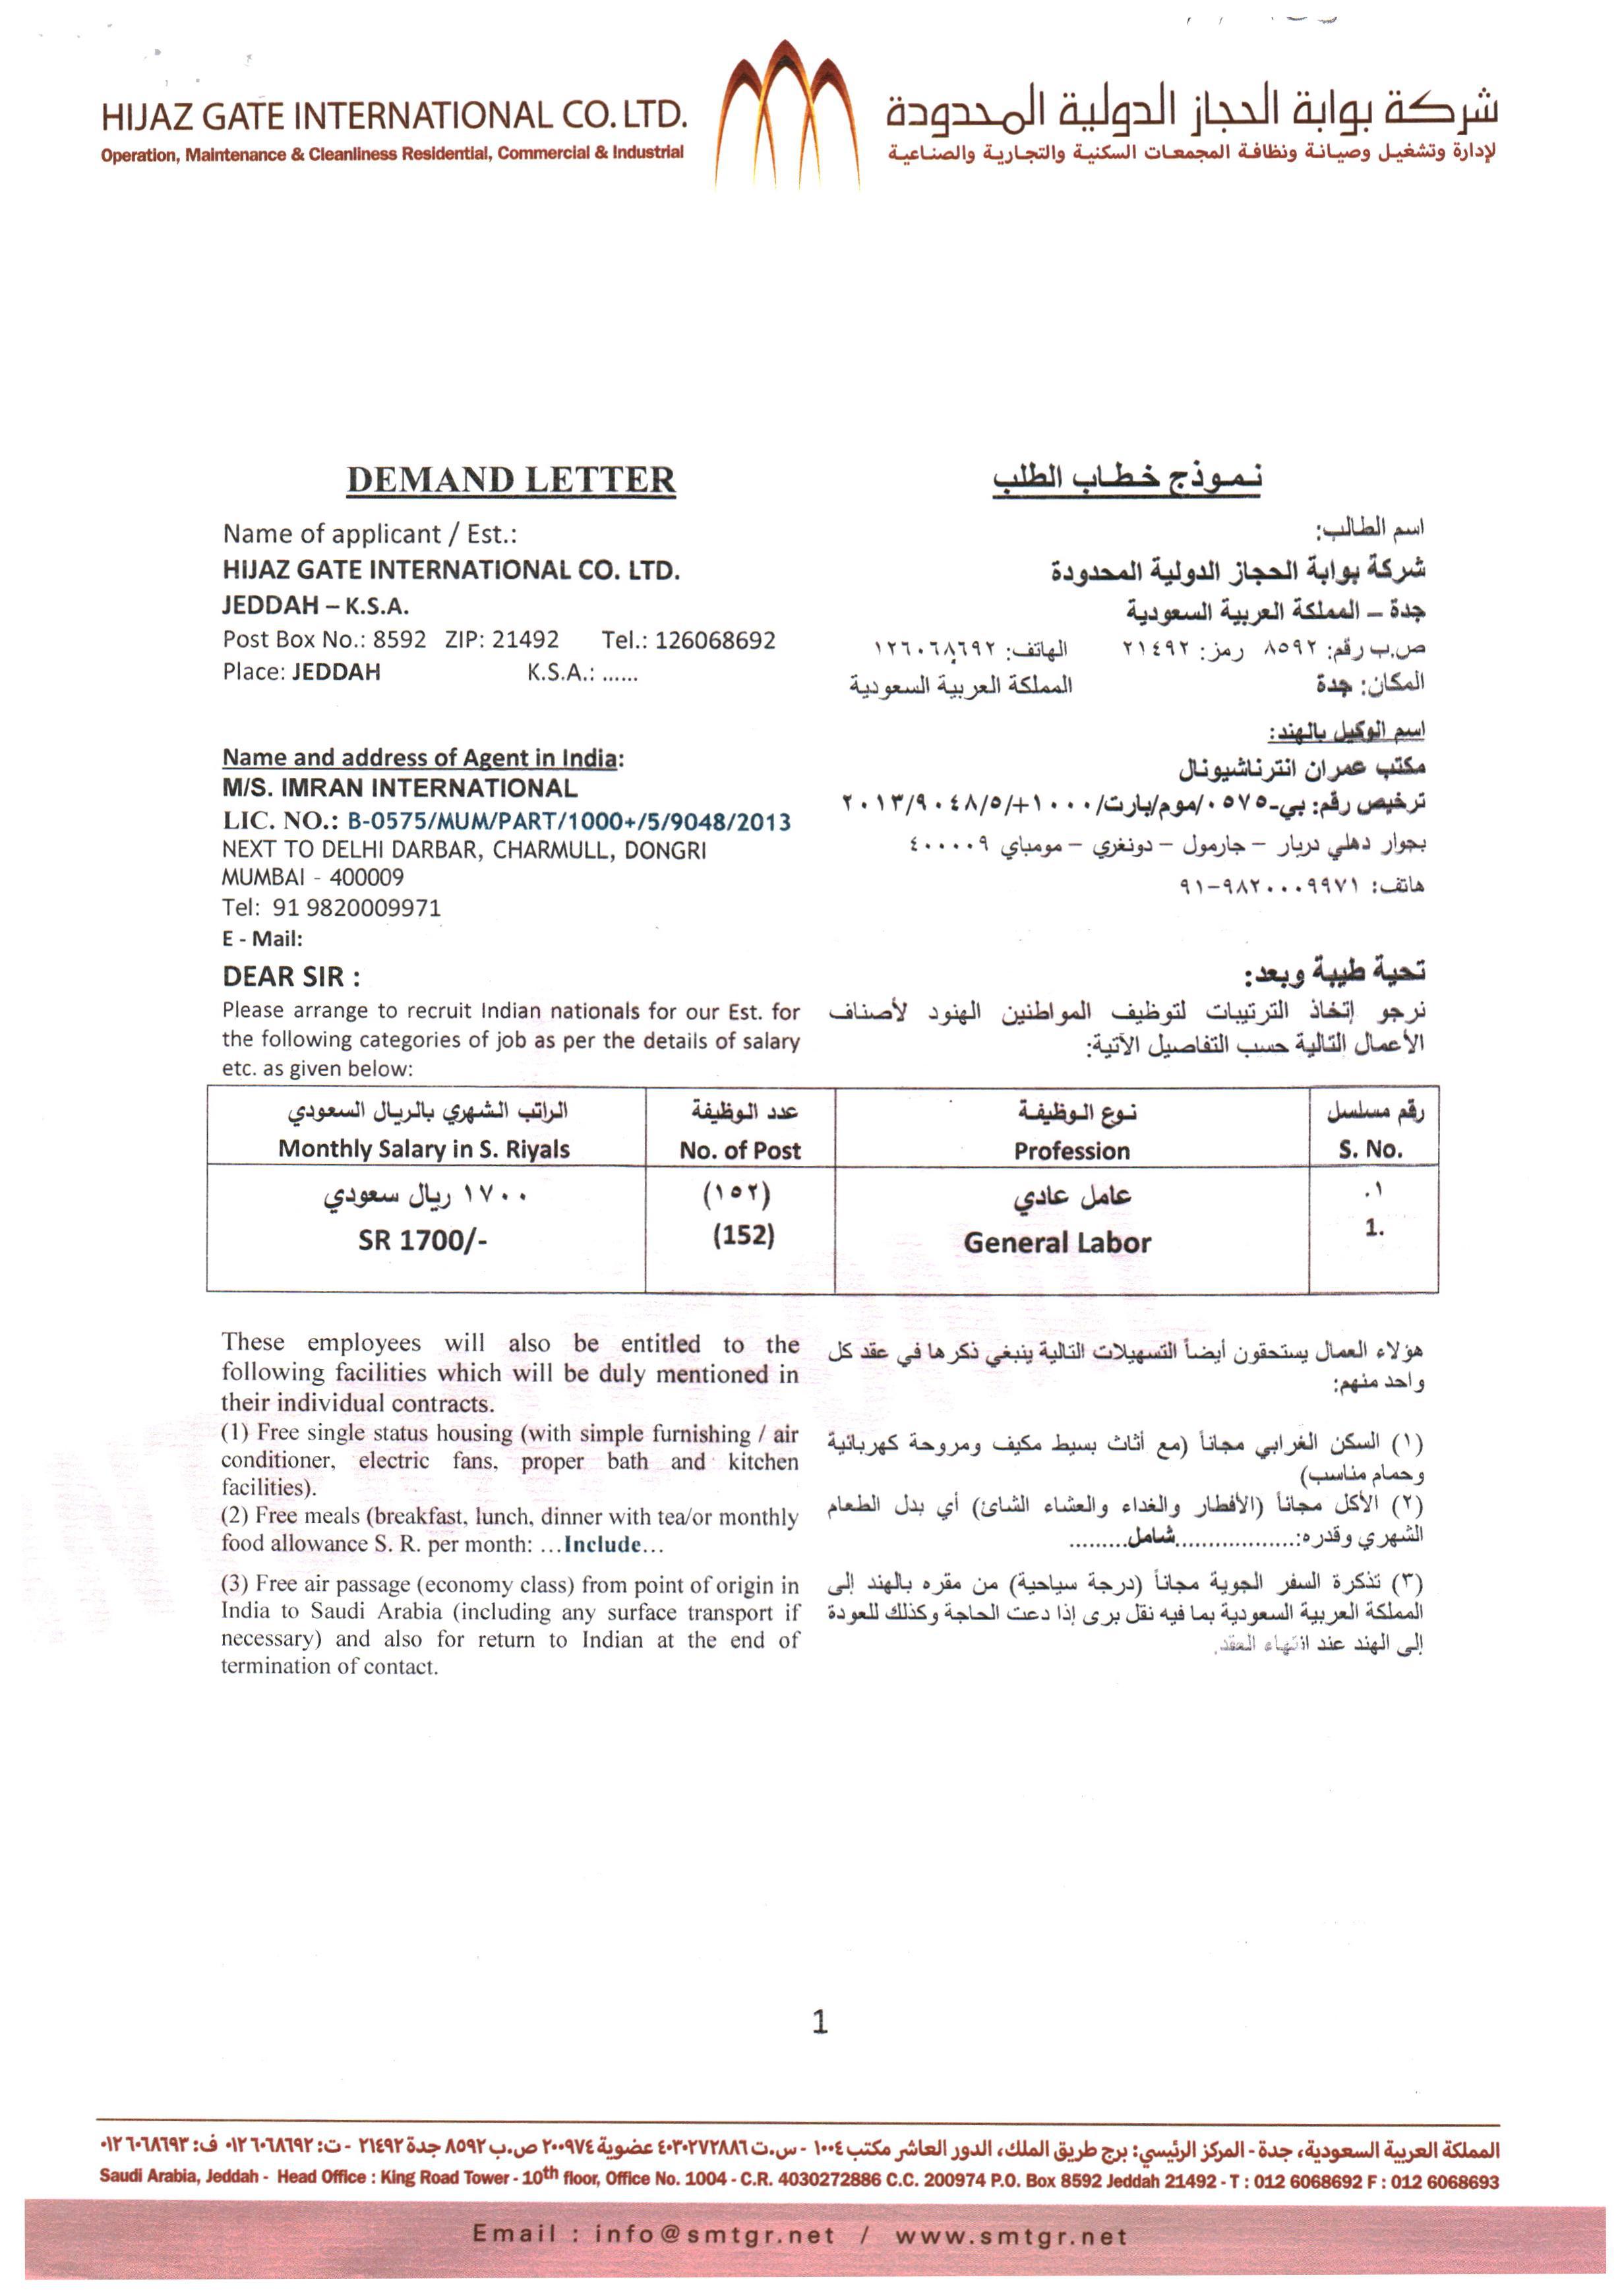 HIJAZ GATE INTERNATIONAL CO. LTD.
Operation, Maintenance & Cleanliness Residential, Commercial & Industrial
شركة بوابة الحجاز الدولية المحدودة
لإدارة وتشغيل وصيانة ونظافة المجمعات السكنية والتجارية والصناعية
DEMAND LETTER
Name of applicant / Est.:
HIJAZ GATE INTERNATIONAL CO. LTD.
JEDDAH – K.S.A.
Post Box No.: 8592 ZIP: 21492 Tel.: 126068692
Place: JEDDAH K.S.A.: ......
نموذج خطاب الطلب
اسم الطالب:
شركة بوابة الحجاز الدولية المحدودة
جدة – المملكة العربية السعودية
ص.ب رقم: ٨٥٩٢ رمز: ٢١٤٩٢ الهاتف: ١٢٦٠٦٨٦٩٢
المكان: جدة المملكة العربية السعودية
Name and address of Agent in India:
M/S. IMRAN INTERNATIONAL
LIC. NO.: B-0575/MUM/PART/1000+/5/9048/2013
NEXT TO DELHI DARBAR, CHARMULL, DONGRI
MUMBAI - 400009
Tel: 91 9820009971
E - Mail:
اسم الوكيل بالهند:
مكتب عمران انترناشيونال
ترخيص رقم: بي-٠٥٧٥/موم/بارت/١٠٠٠+/٥/٩٠٤٨/٢٠١٣
بجوار دهلي دربار – جارمول – دونغري – مومباي ٤٠٠٠٠٩
هاتف: ٩١-٩٨٢٠٠٠٩٩٧١
DEAR SIR :
Please arrange to recruit Indian nationals for our Est. for
the following categories of job as per the details of salary
etc. as given below:
تحية طيبة وبعد:
نرجو إتخاذ الترتيبات لتوظيف المواطنين الهنود لأصناف
الأعمال التالية حسب التفاصيل الآتية:
الراتب الشهري بالريال السعودي عدد الوظيفة نوع الوظيفة رقم مسلسل
Monthly Salary in S. Riyals No. of Post Profession S. No.
١٧٠٠ ريال سعودي (١٥٢) عامل عادي ١.
SR 1700/- (152) General Labor 1.
These employees will also be entitled to the
following facilities which will be duly mentioned in
their individual contracts.
(1) Free single status housing (with simple furnishing / air
conditioner, electric fans, proper bath and kitchen
facilities).
(2) Free meals (breakfast, lunch, dinner with tea/or monthly
food allowance S. R. per month: ...Include...
(3) Free air passage (economy class) from point of origin in
India to Saudi Arabia (including any surface transport if
necessary) and also for return to Indian at the end of
termination of contact.
هؤلاء العمال يستحقون أيضاً التسهيلات التالية ينبغي ذكرها في عقد كل
واحد منهم:
(١) السكن الغرابي مجاناً (مع أثاث بسيط مكيف ومروحة كهربائية
وحمام مناسب)
(٢) الأكل مجاناً (الأفطار والغداء والعشاء الشائ) أي بدل الطعام
الشهري وقدره:...................شامل.........
(٣) تذكرة السفر الجوية مجاناً (درجة سياحية) من مقره بالهند إلى
المملكة العربية السعودية بما فيه نقل برى إذا دعت الحاجة وكذلك للعودة
إلى الهند عند انتهاء العقد.
1
المملكة العربية السعودية، جدة - المركز الرئيسي: برج طريق الملك، الدور العاشر مكتب ١٠٠٤ - س.ت ٤٠٣٠٢٧٢٨٨٦ عضوية ٢٠٠٩٧٤ ص.ب ٨٥٩٢ جدة ٢١٤٩٢ - ت: ٠١٢٦٠٦٨٦٩٢ ف: ٠١٢٦٠٦٨٦٩٣
Saudi Arabia, Jeddah - Head Office : King Road Tower - 10th floor, Office No. 1004 - C.R. 4030272886 C.C. 200974 P.O. Box 8592 Jeddah 21492 - T : 012 6068692 F : 012 6068693
Email : info@smtgr.net / www.smtgr.net